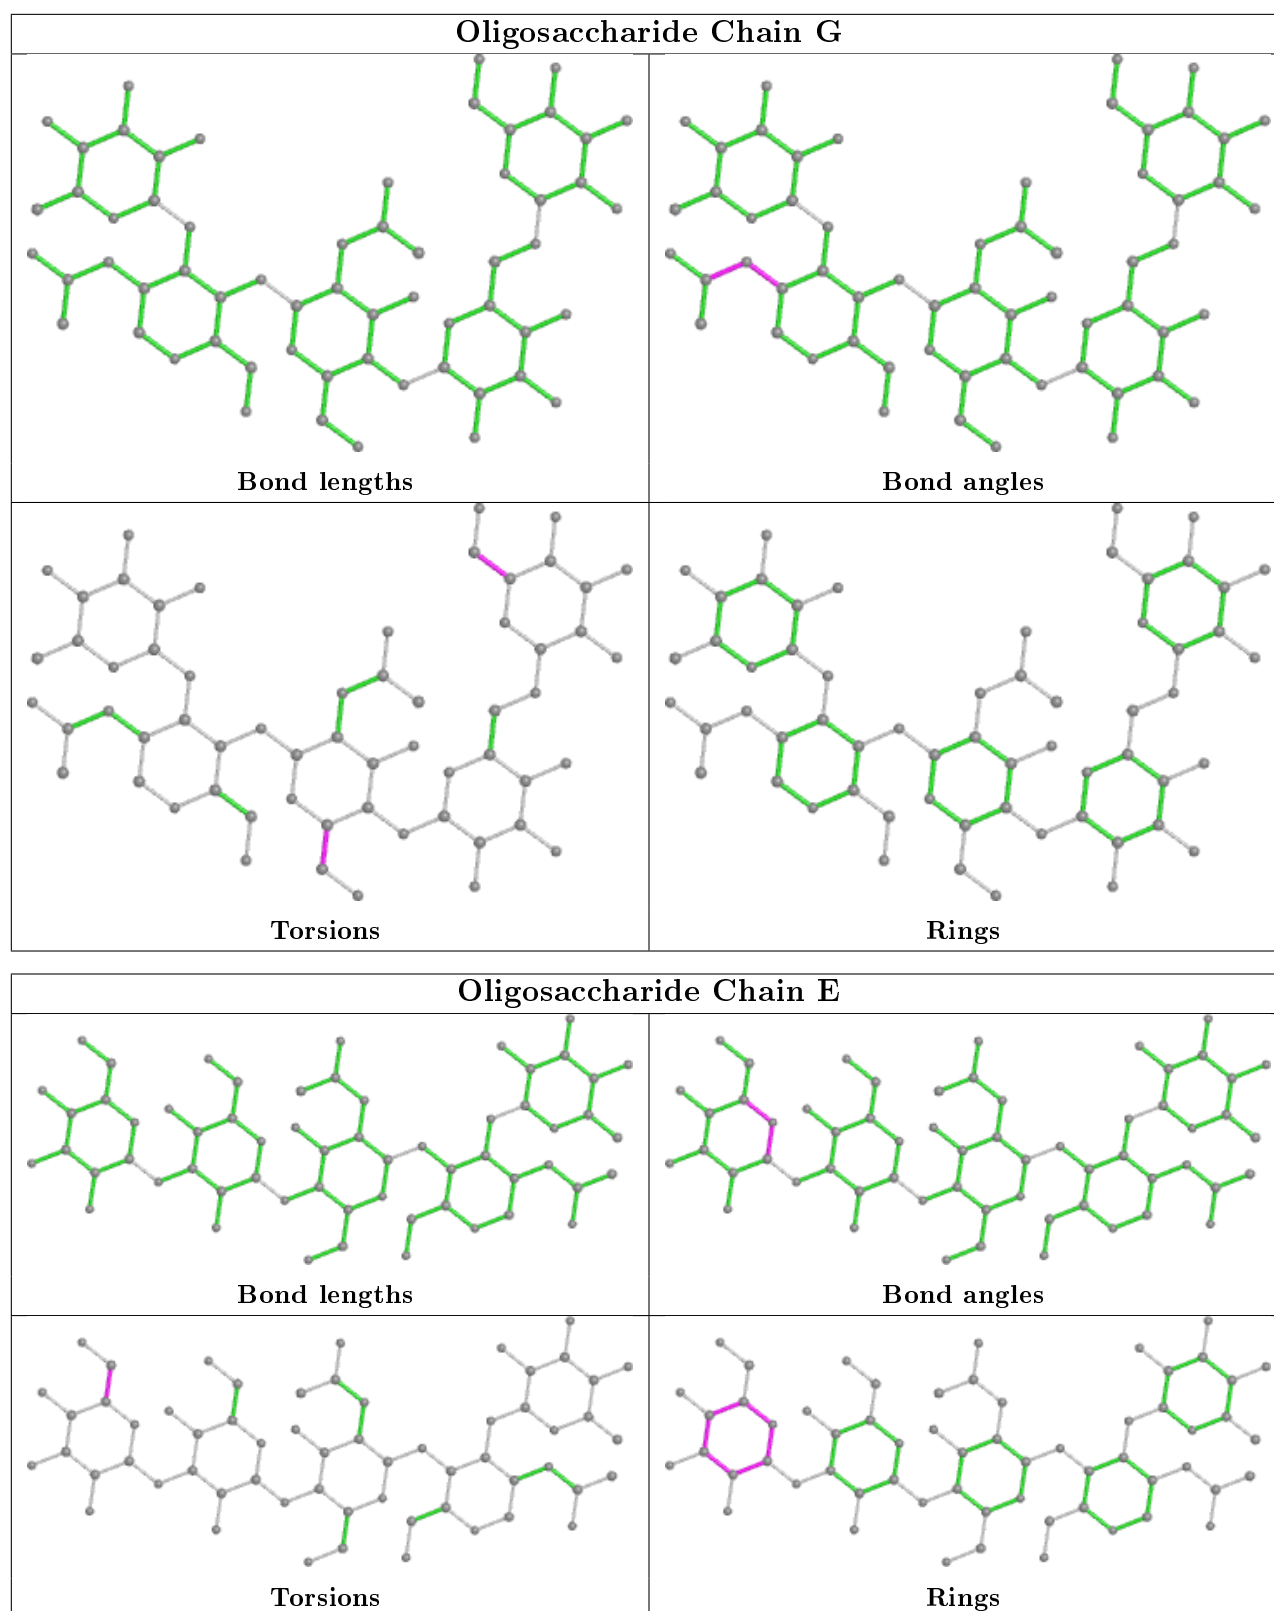 Oligosaccharide Chain G
Bond lengths
Bond angles
Torsions
Rings
Oligosaccharide Chain E
Bond lengths
Bond angles
Torsions
Rings